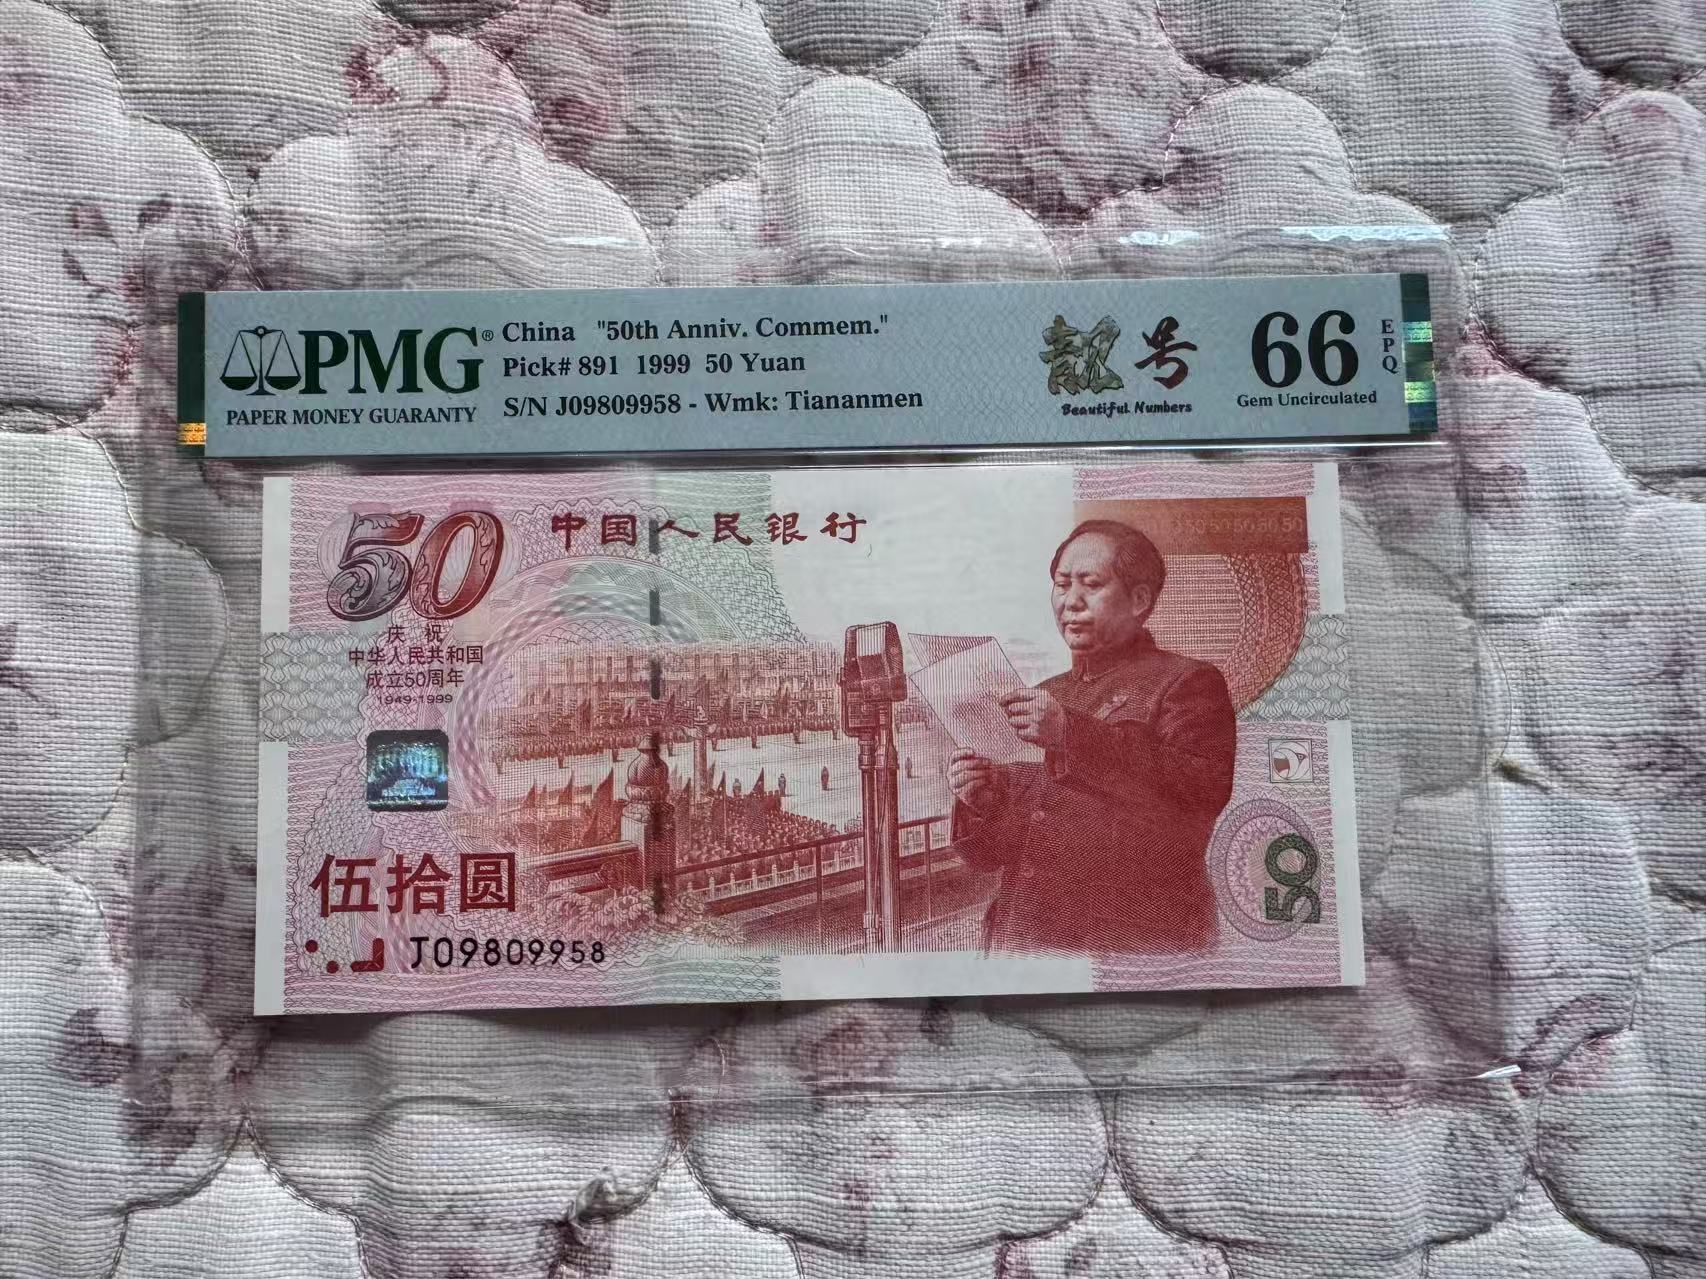 PMG®
PAPER MONEY GUARANTY
China "50th Anniv. Commem."
Pick# 891 1999 50 Yuan
S/N J09809958 - Wmk: Tiananmen
靓号
Beautiful Numbers
66
EPQ
Gem Uncirculated
50
中国人民银行
庆祝
中华人民共和国
成立50周年
1949-1999
伍拾圆
J09809958
50